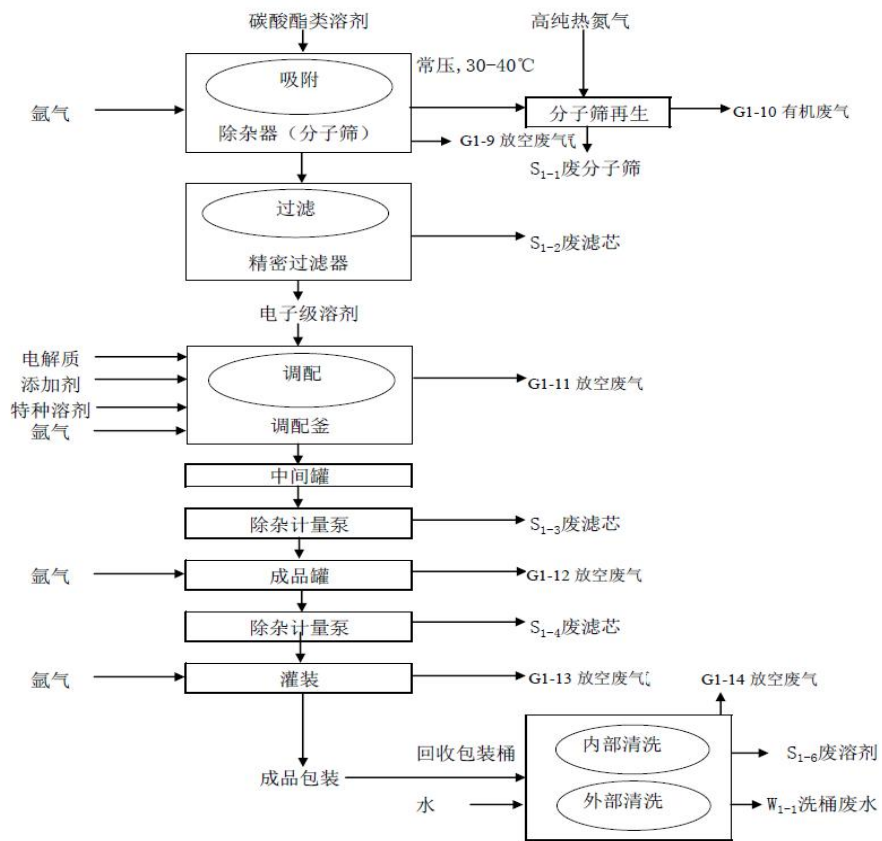 碳酸酯类溶剂
高纯热氮气
吸附
常压,30-40℃
氩气
分子筛再生
G1-10 有机废气
除杂器（分子筛）
G1-9 放空废气
S1-1废分子筛
过滤
S1-2废滤芯
精密过滤器
电子级溶剂
电解质
添加剂
特种溶剂
氩气
调配
G1-11 放空废气
调配釜
中间罐
除杂计量泵
S1-3废滤芯
氩气
成品罐
G1-12 放空废气
除杂计量泵
S1-4废滤芯
氩气
灌装
G1-13 放空废气
G1-14 放空废气
成品包装
回收包装桶
内部清洗
S1-6废溶剂
水
外部清洗
W1-1洗桶废水